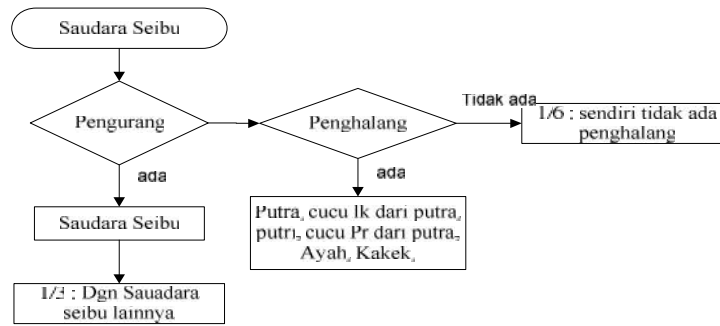 Saudara Seibu
Pengurang
Penghalang
Tidak ada
1/6 : sendiri tidak ada
penghalang
ada
ada
Saudara Seibu
Putra, cucu lk dari putra,
putri, cucu Pr dari putra,
Ayah, Kakek,
1/3 : Dgn Sauadara
seibu lainnya